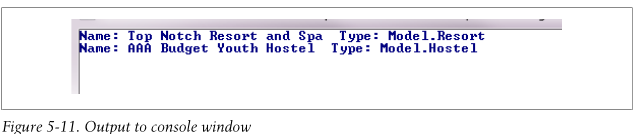 Name: Top Notch Resort and Spa  Type: Model.Resort
Name: AAA Budget Youth Hostel  Type: Model.Hostel
Figure 5-11. Output to console window